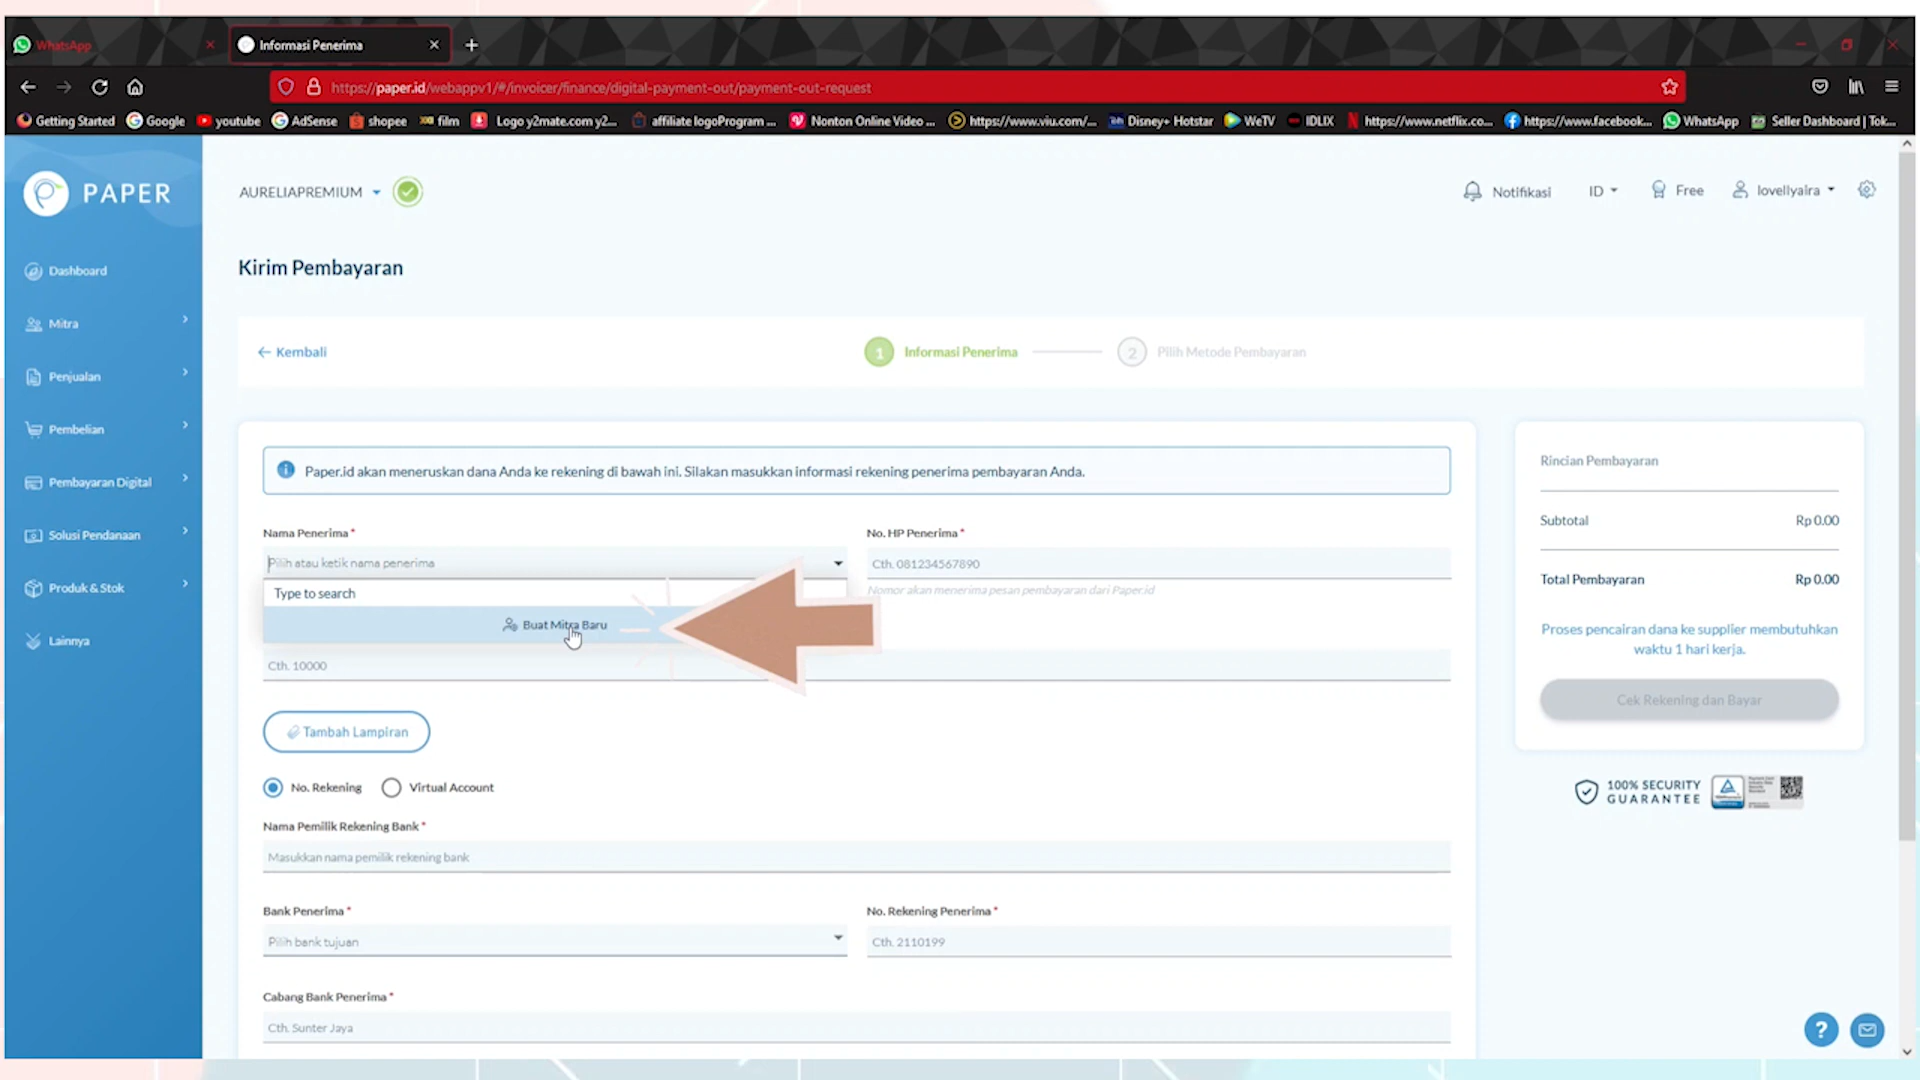 WhatsApp
Informasi Penerima
https://paper.id/webappv1/#/invoicer/finance/digital-payment-out/payment-out-request
Getting Started
Google
youtube
AdSense
shopee
film
Logo y2mate.com y2...
affiliate logoProgram ...
Nonton Online Video ...
https://www.viu.com/...
Disney+ Hotstar
WeTV
IDLIX
https://www.netflix.co...
https://www.facebook...
WhatsApp
Seller Dashboard | Tok...
PAPER
AURELIAPREMIUM
Notifikasi
ID
Free
lovellyalra
Dashboard
Mitra
Penjualan
Pembelian
Pembayaran Digital
Solusi Pendanaan
Produk & Stok
Lainnya
Kirim Pembayaran
Kembali
1 Informasi Penerima
2 Pilih Metode Pembayaran
Paper.id akan meneruskan dana Anda ke rekening di bawah ini. Silakan masukkan informasi rekening penerima pembayaran Anda.
Nama Penerima *
Pilih atau ketik nama penerima
Type to search
Buat Mitra Baru
No. HP Penerima *
Cth. 081234567890
Nomor akan menerima pesan pembayaran dari Paper.id
Cth. 10000
Tambah Lampiran
No. Rekening
Virtual Account
Nama Pemilik Rekening Bank *
Masukkan nama pemilik rekening bank
Bank Penerima *
Pilih bank tujuan
No. Rekening Penerima *
Cth. 2110199
Cabang Bank Penerima *
Cth. Sunter Jaya
Rincian Pembayaran
Subtotal Rp 0.00
Total Pembayaran Rp 0.00
Proses pencairan dana ke supplier membutuhkan
waktu 1 hari kerja.
Cek Rekening dan Bayar
100% SECURITY
GUARANTEE
?